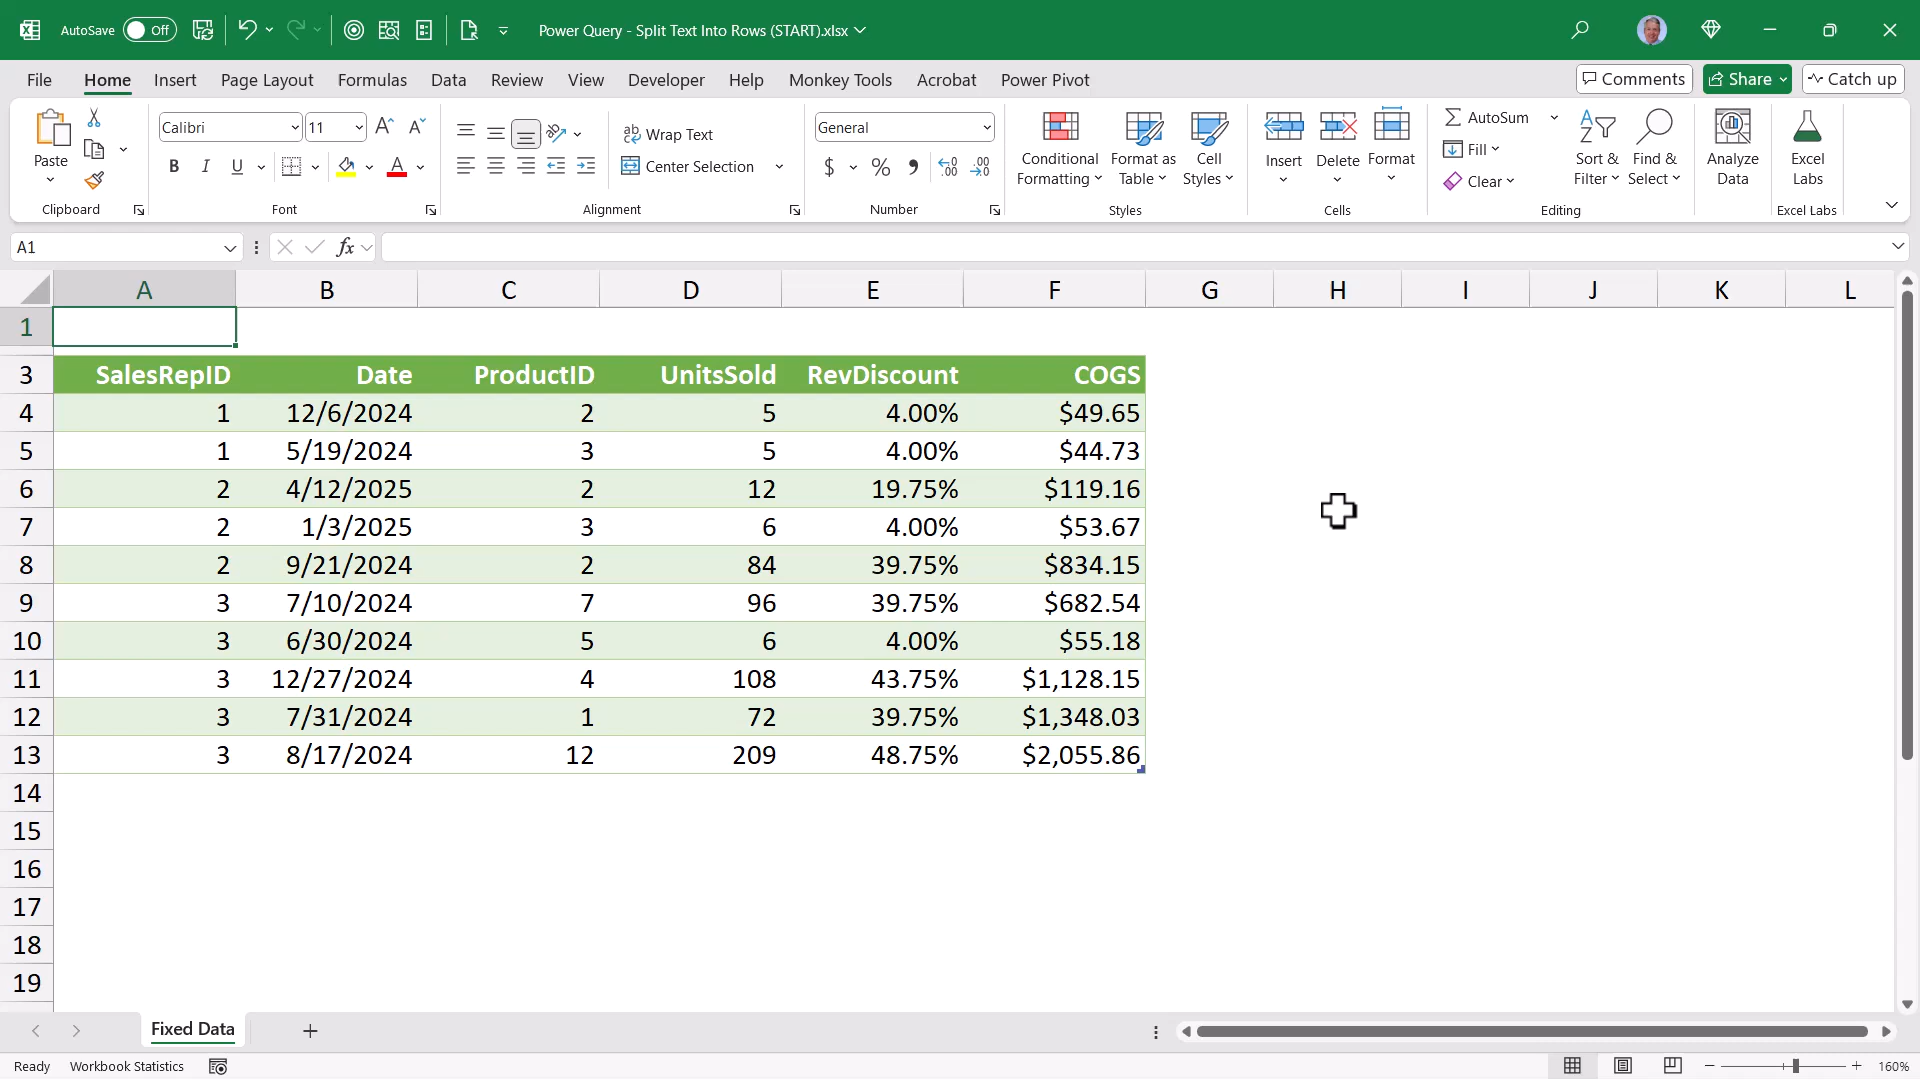 AutoSave Off Power Query - Split Text Into Rows (START).xlsx
File Home Insert Page Layout Formulas Data Review View Developer Help Monkey Tools Acrobat Power Pivot Comments Share Catch up
Paste
Clipboard
Calibri 11
B I U A
Font
ab Wrap Text
Center Selection
Alignment
General
$ % ,
Number
Conditional Formatting
Format as Table
Cell Styles
Styles
Insert Delete Format
Cells
AutoSum
Fill
Clear
Sort & Filter
Find & Select
Editing
Analyze Data
Excel Labs
Excel Labs
A1 fx
A B C D E F G H I J K L
1
3 SalesRepID Date ProductID UnitsSold RevDiscount COGS
4 1 12/6/2024 2 5 4.00% $49.65
5 1 5/19/2024 3 5 4.00% $44.73
6 2 4/12/2025 2 12 19.75% $119.16
7 2 1/3/2025 3 6 4.00% $53.67
8 2 9/21/2024 2 84 39.75% $834.15
9 3 7/10/2024 7 96 39.75% $682.54
10 3 6/30/2024 5 6 4.00% $55.18
11 3 12/27/2024 4 108 43.75% $1,128.15
12 3 7/31/2024 1 72 39.75% $1,348.03
13 3 8/17/2024 12 209 48.75% $2,055.86
14
15
16
17
18
19
Fixed Data
Ready Workbook Statistics 160%